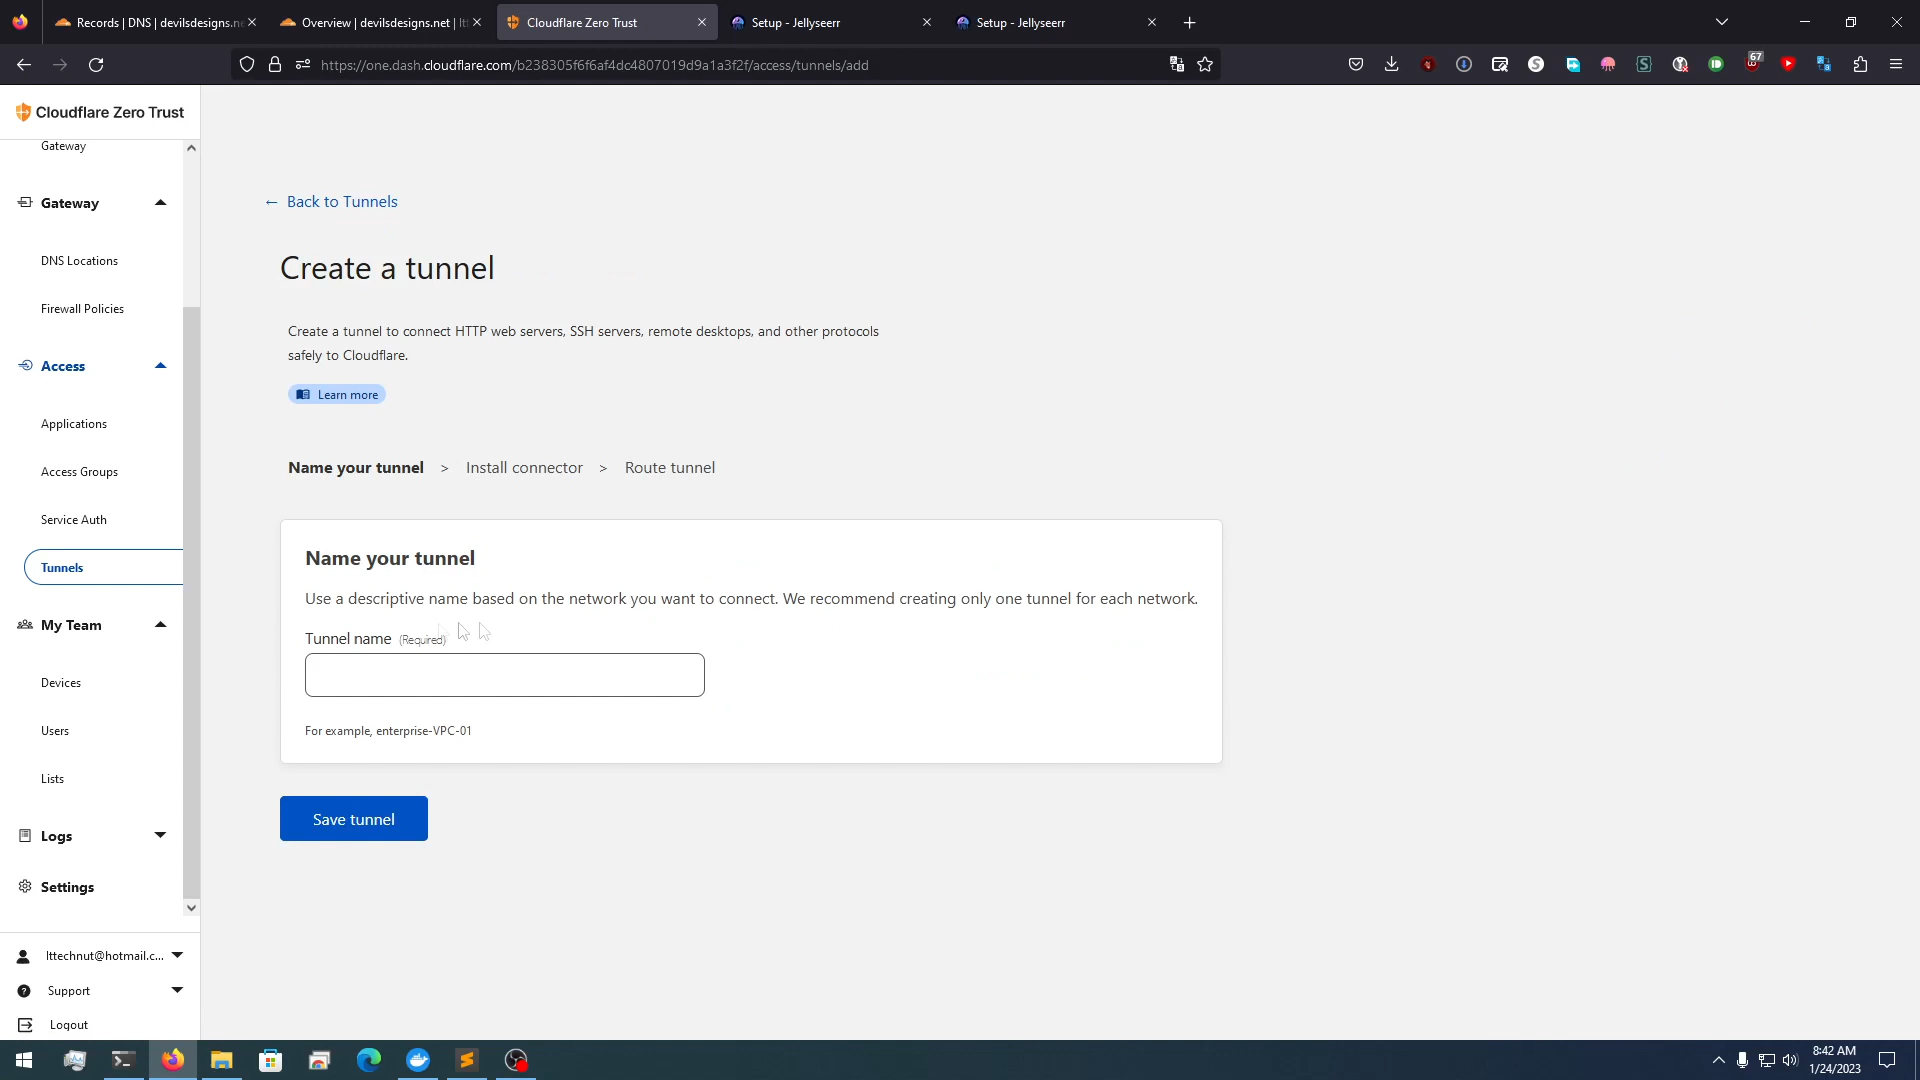 Records | DNS | devilsdesigns.ne
Overview | devilsdesigns.net | Itt
Cloudflare Zero Trust
Setup - Jellyseerr
Setup - Jellyseerr
https://one.dash.cloudflare.com/b238305f6f6af4dc4807019d9a1a3f2f/access/tunnels/add
67
Cloudflare Zero Trust
Gateway
Gateway
DNS Locations
Firewall Policies
Access
Applications
Access Groups
Service Auth
Tunnels
My Team
Devices
Users
Lists
Logs
Settings
lttechnut@hotmail.c...
Support
Logout
← Back to Tunnels
Create a tunnel
Create a tunnel to connect HTTP web servers, SSH servers, remote desktops, and other protocols
safely to Cloudflare.
Learn more
Name your tunnel > Install connector > Route tunnel
Name your tunnel
Use a descriptive name based on the network you want to connect. We recommend creating only one tunnel for each network.
Tunnel name (Required)
For example, enterprise-VPC-01
Save tunnel
8:42 AM
1/24/2023